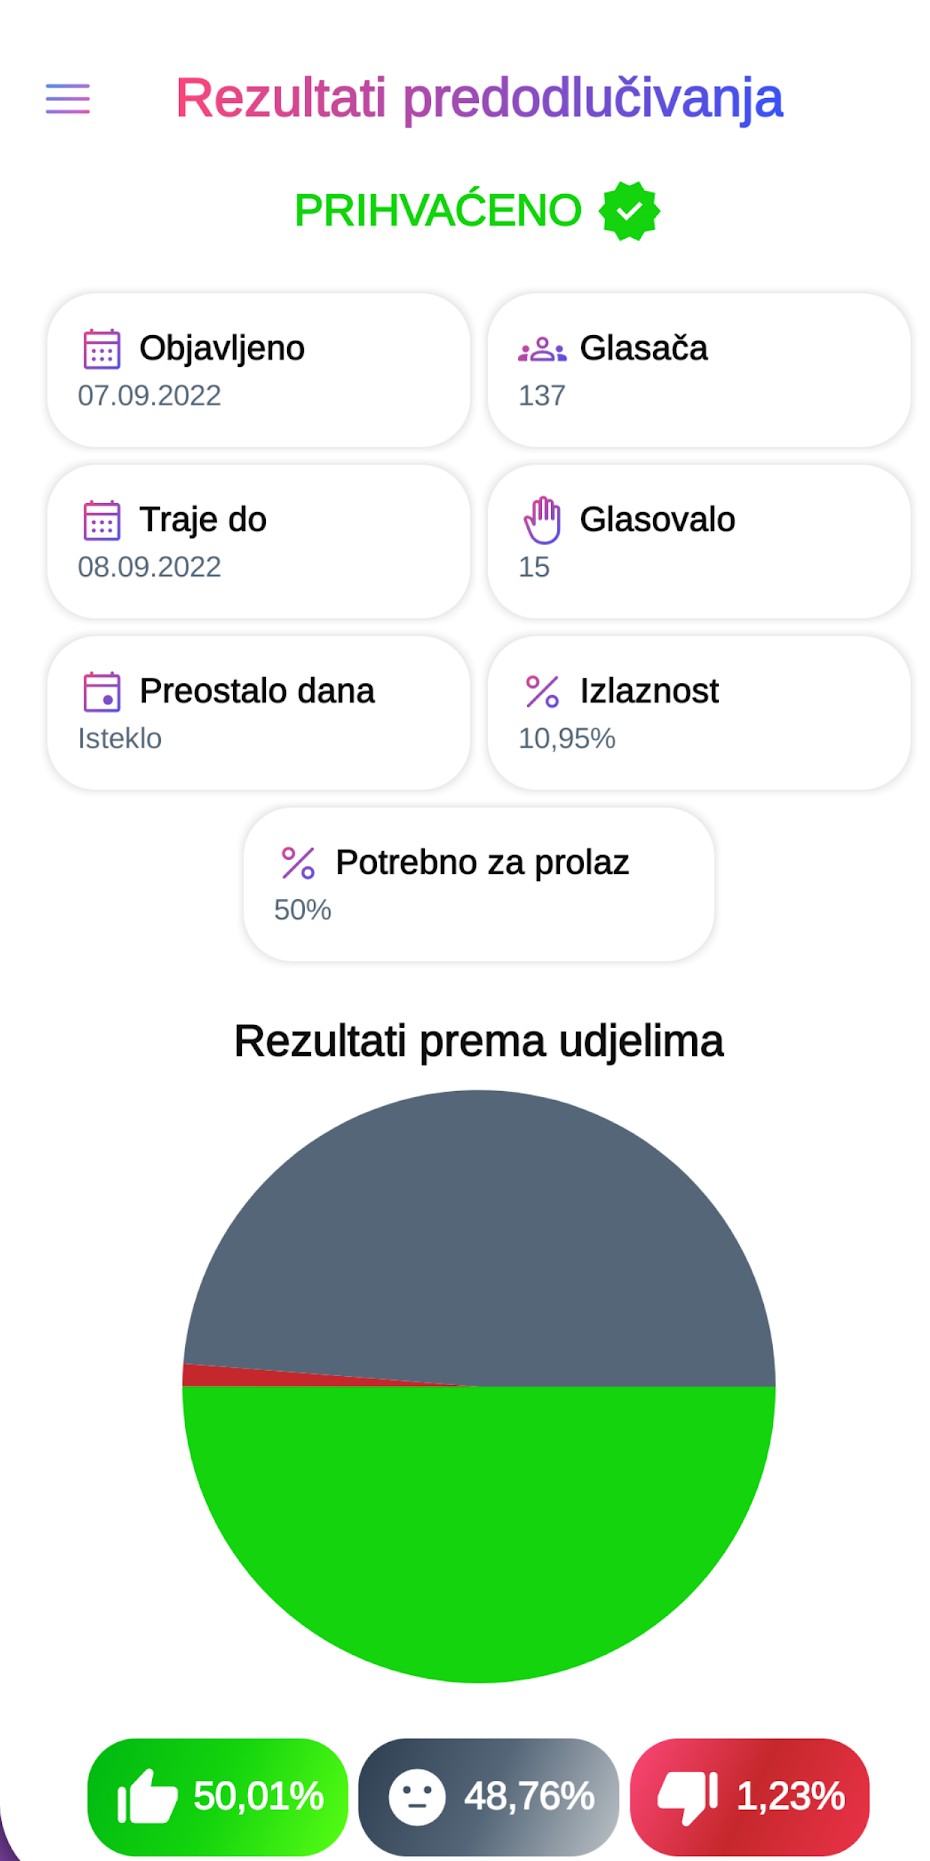 Rezultati predodlučivanja
PRIHVAĆENO
Objavljeno
07.09.2022
Glasača
137
Traje do
08.09.2022
Glasovalo
15
Preostalo dana
Isteklo
Izlaznost
10,95%
Potrebno za prolaz
50%
Rezultati prema udjelima
50,01%
48,76%
1,23%